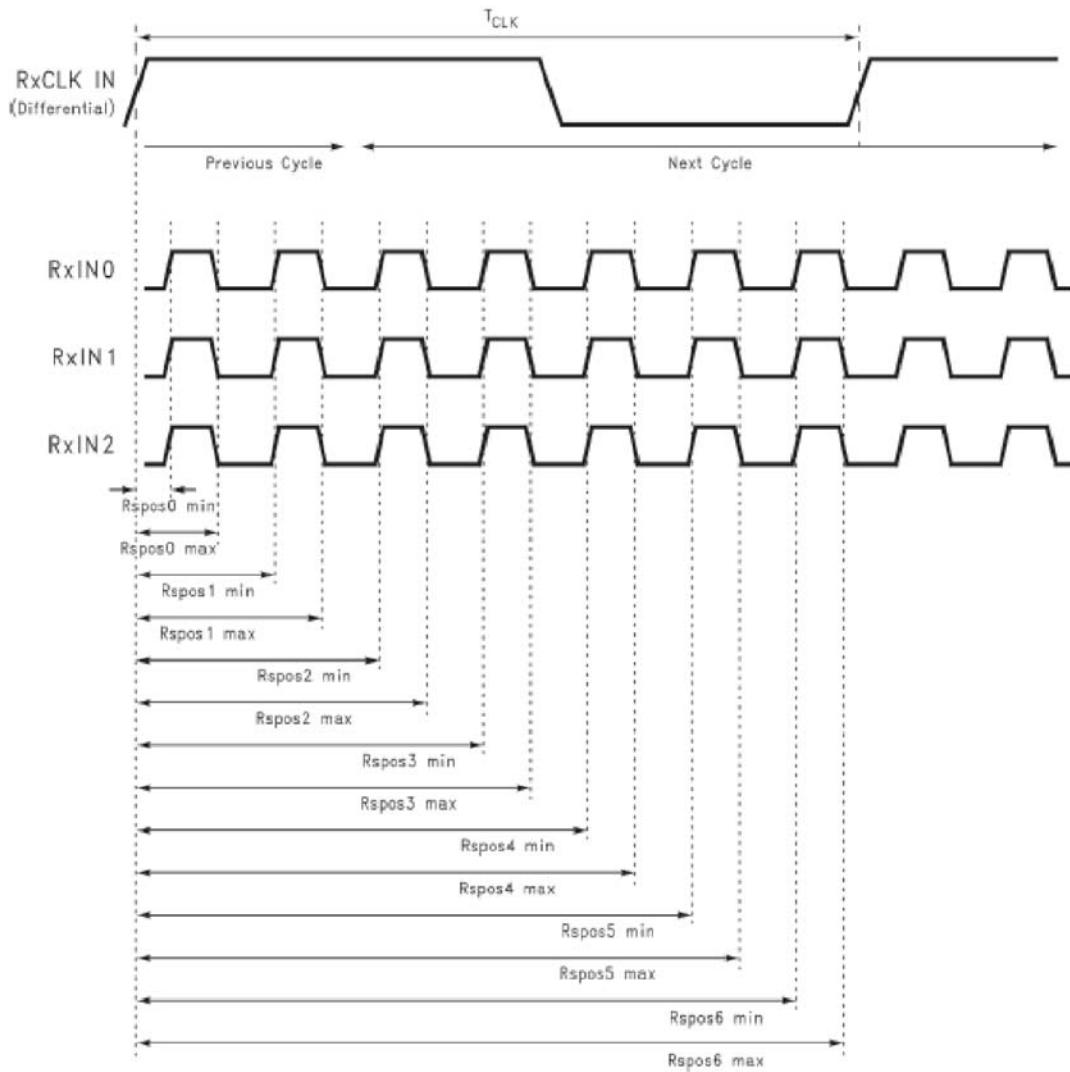 T_CLK
RxCLK IN
(Differential)
Previous Cycle
Next Cycle
RxIN0
RxIN1
RxIN2
Rspos0 min
Rspos0 max
Rspos1 min
Rspos1 max
Rspos2 min
Rspos2 max
Rspos3 min
Rspos3 max
Rspos4 min
Rspos4 max
Rspos5 min
Rspos5 max
Rspos6 min
Rspos6 max